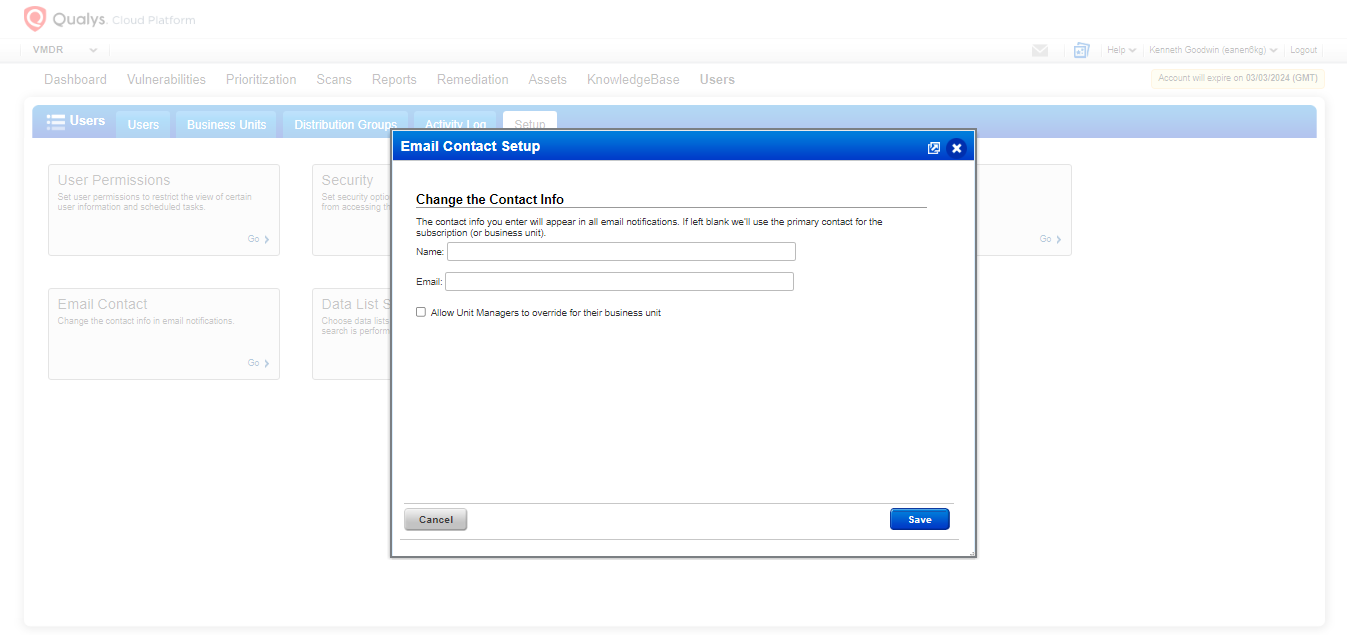 Qualys. Cloud Platform
VMDR
Help
Kenneth Goodwin (eanen6kg)
Logout
Dashboard
Vulnerabilities
Prioritization
Scans
Reports
Remediation
Assets
KnowledgeBase
Users
Account will expire on 03/03/2024 (GMT)
Users
Users
Business Units
Distribution Groups
Activity Log
Setup
Email Contact Setup
User Permissions
Set user permissions to restrict the view of certain
user information and scheduled tasks.
Go
Security
Set security optio
from accessing th
Go
Change the Contact Info
The contact info you enter will appear in all email notifications. If left blank we'll use the primary contact for the
subscription (or business unit).
Name:
Email:
Allow Unit Managers to override for their business unit
Email Contact
Change the contact info in email notifications.
Go
Data List S
Choose data lists
search is perform
Cancel
Save